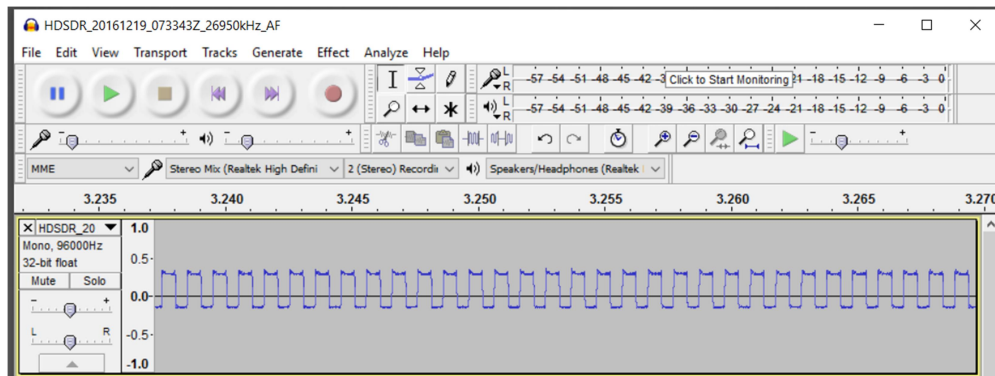 HDSDR_20161219_073343Z_26950kHz_AF
File Edit View Transport Tracks Generate Effect Analyze Help
L
R
-57 -54 -51 -48 -45 -42 -3 Click to Start Monitoring 21 -18 -15 -12 -9 -6 -3 0
L
R
-57 -54 -51 -48 -45 -42 -39 -36 -33 -30 -27 -24 -21 -18 -15 -12 -9 -6 -3 0
- + - + - +
MME Stereo Mix (Realtek High Defini 2 (Stereo) Recordi Speakers/Headphones (Realtek
3.235 3.240 3.245 3.250 3.255 3.260 3.265 3.270
X HDSDR_20 1.0
Mono, 96000Hz
32-bit float 0.5-
Mute Solo
- + 0.0-
L R -0.5-
-1.0